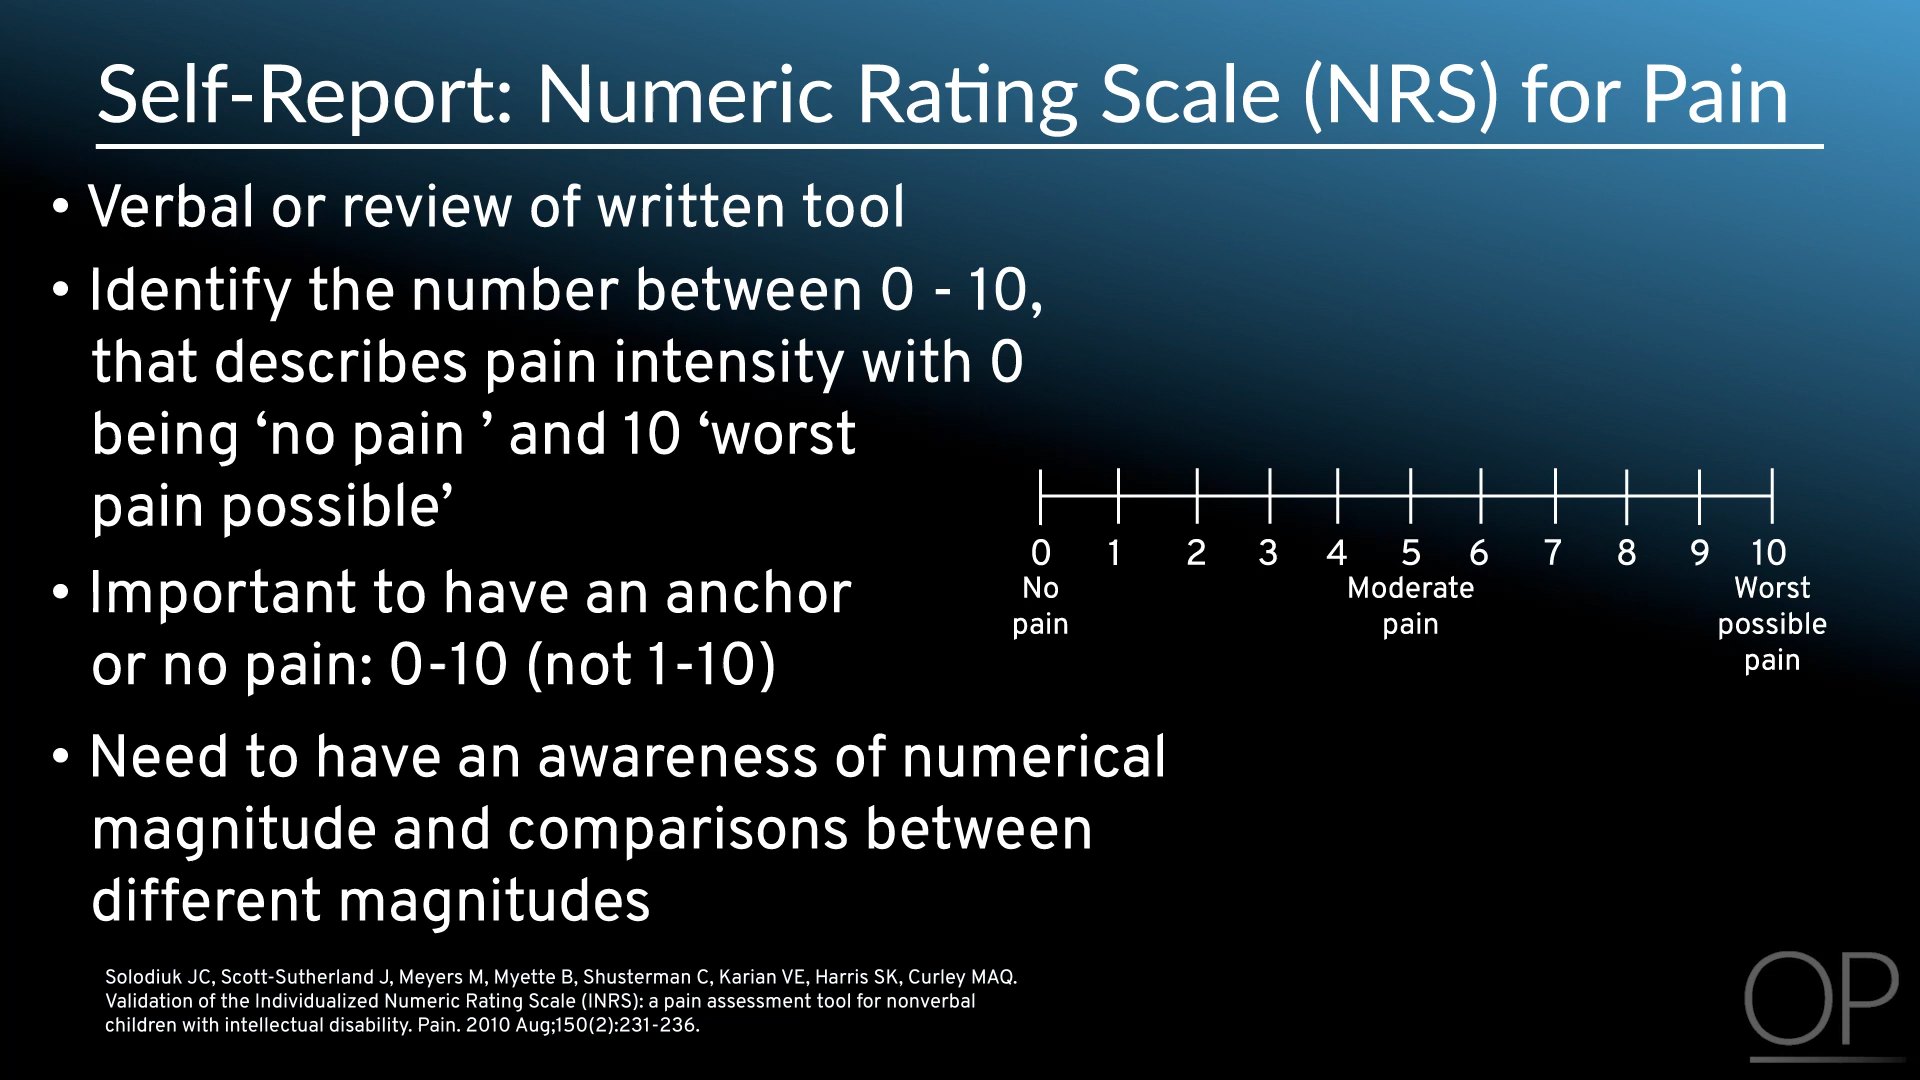 Self-Report: Numeric Rating Scale (NRS) for Pain
• Verbal or review of written tool
• Identify the number between 0 - 10,
that describes pain intensity with 0
being ‘no pain ’ and 10 ‘worst
pain possible’
• Important to have an anchor
or no pain: 0-10 (not 1-10)
• Need to have an awareness of numerical
magnitude and comparisons between
different magnitudes
0 1 2 3 4 5 6 7 8 9 10
No
pain
Moderate
pain
Worst
possible
pain
Solodiuk JC, Scott-Sutherland J, Meyers M, Myette B, Shusterman C, Karian VE, Harris SK, Curley MAQ.
Validation of the Individualized Numeric Rating Scale (INRS): a pain assessment tool for nonverbal
children with intellectual disability. Pain. 2010 Aug;150(2):231-236.
OP